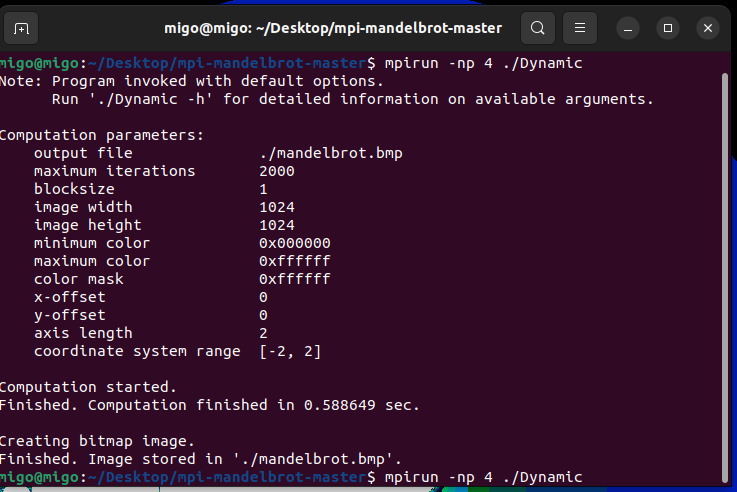 migo@migo: ~/Desktop/mpi-mandelbrot-master
migo@migo:~/Desktop/mpi-mandelbrot-master$ mpirun -np 4 ./Dynamic
Note: Program invoked with default options.
      Run './Dynamic -h' for detailed information on available arguments.
Computation parameters:
    output file               ./mandelbrot.bmp
    maximum iterations        2000
    blocksize                 1
    image width               1024
    image height              1024
    minimum color             0x000000
    maximum color             0xffffff
    color mask                0xffffff
    x-offset                  0
    y-offset                  0
    axis length               2
    coordinate system range   [-2, 2]
Computation started.
Finished. Computation finished in 0.588649 sec.
Creating bitmap image.
Finished. Image stored in './mandelbrot.bmp'.
migo@migo:~/Desktop/mpi-mandelbrot-master$ mpirun -np 4 ./Dynamic